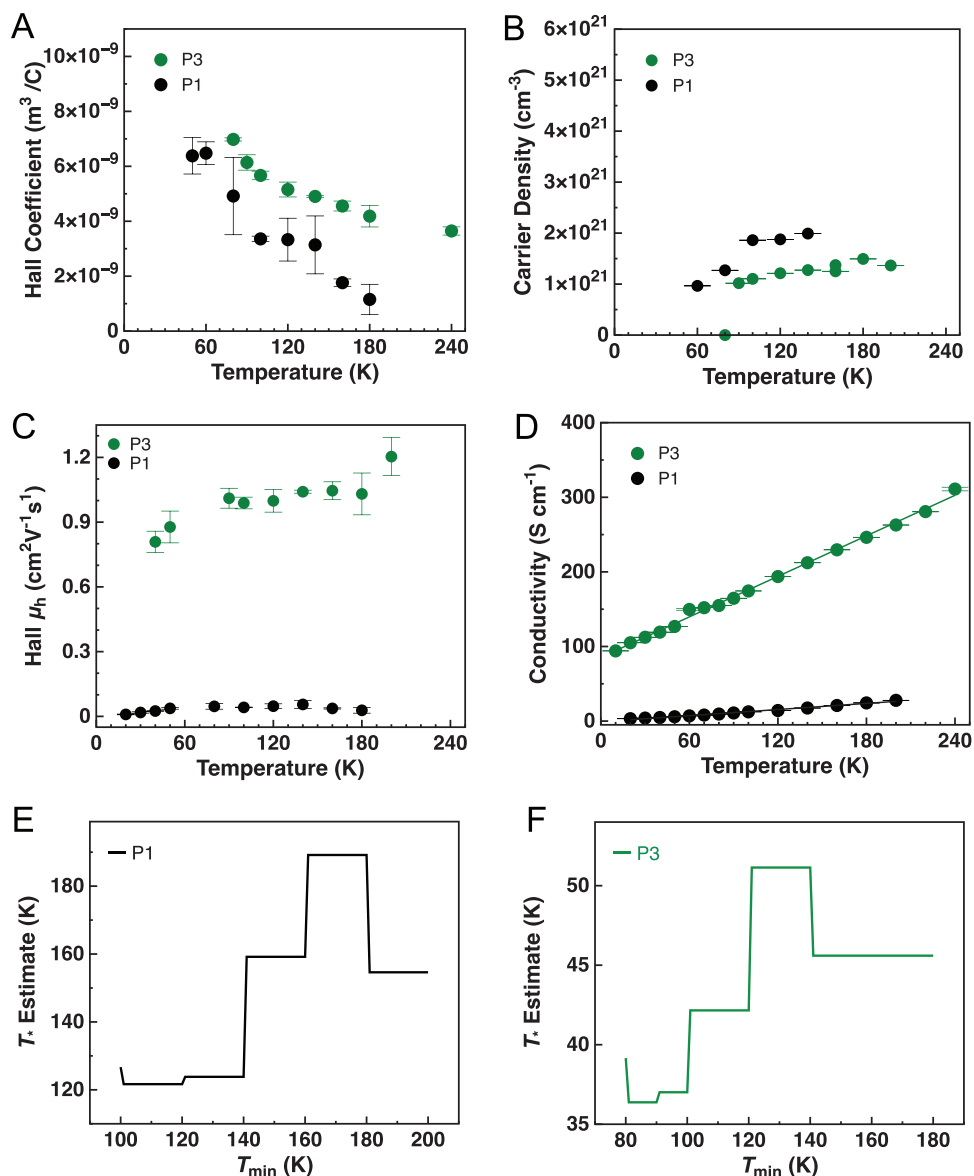 A
Hall Coefficient (m³ /C)
10×10⁻⁹
8×10⁻⁹
6×10⁻⁹
4×10⁻⁹
2×10⁻⁹
0
P3
P1
0 60 120 180 240
Temperature (K)
B
Carrier Density (cm⁻³)
6×10²¹
5×10²¹
4×10²¹
3×10²¹
2×10²¹
1×10²¹
0
P3
P1
0 60 120 180 240
Temperature (K)
C
Hall μh (cm²V⁻¹s¹)
1.2
0.9
0.6
0.3
0
P3
P1
0 60 120 180 240
Temperature (K)
D
Conductivity (S cm⁻¹)
400
300
200
100
0
P3
P1
0 60 120 180 240
Temperature (K)
E
T* Estimate (K)
180
160
140
120
P1
100 120 140 160 180 200
Tmin (K)
F
T* Estimate (K)
50
45
40
35
P3
80 100 120 140 160 180
Tmin (K)